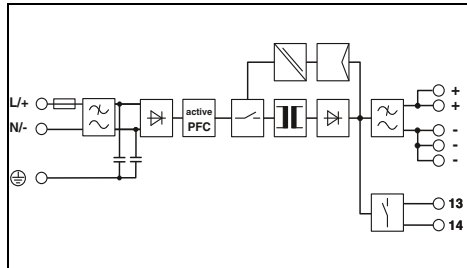 L/+
N/-
active
PFC
+
+
-
-
-
13
14